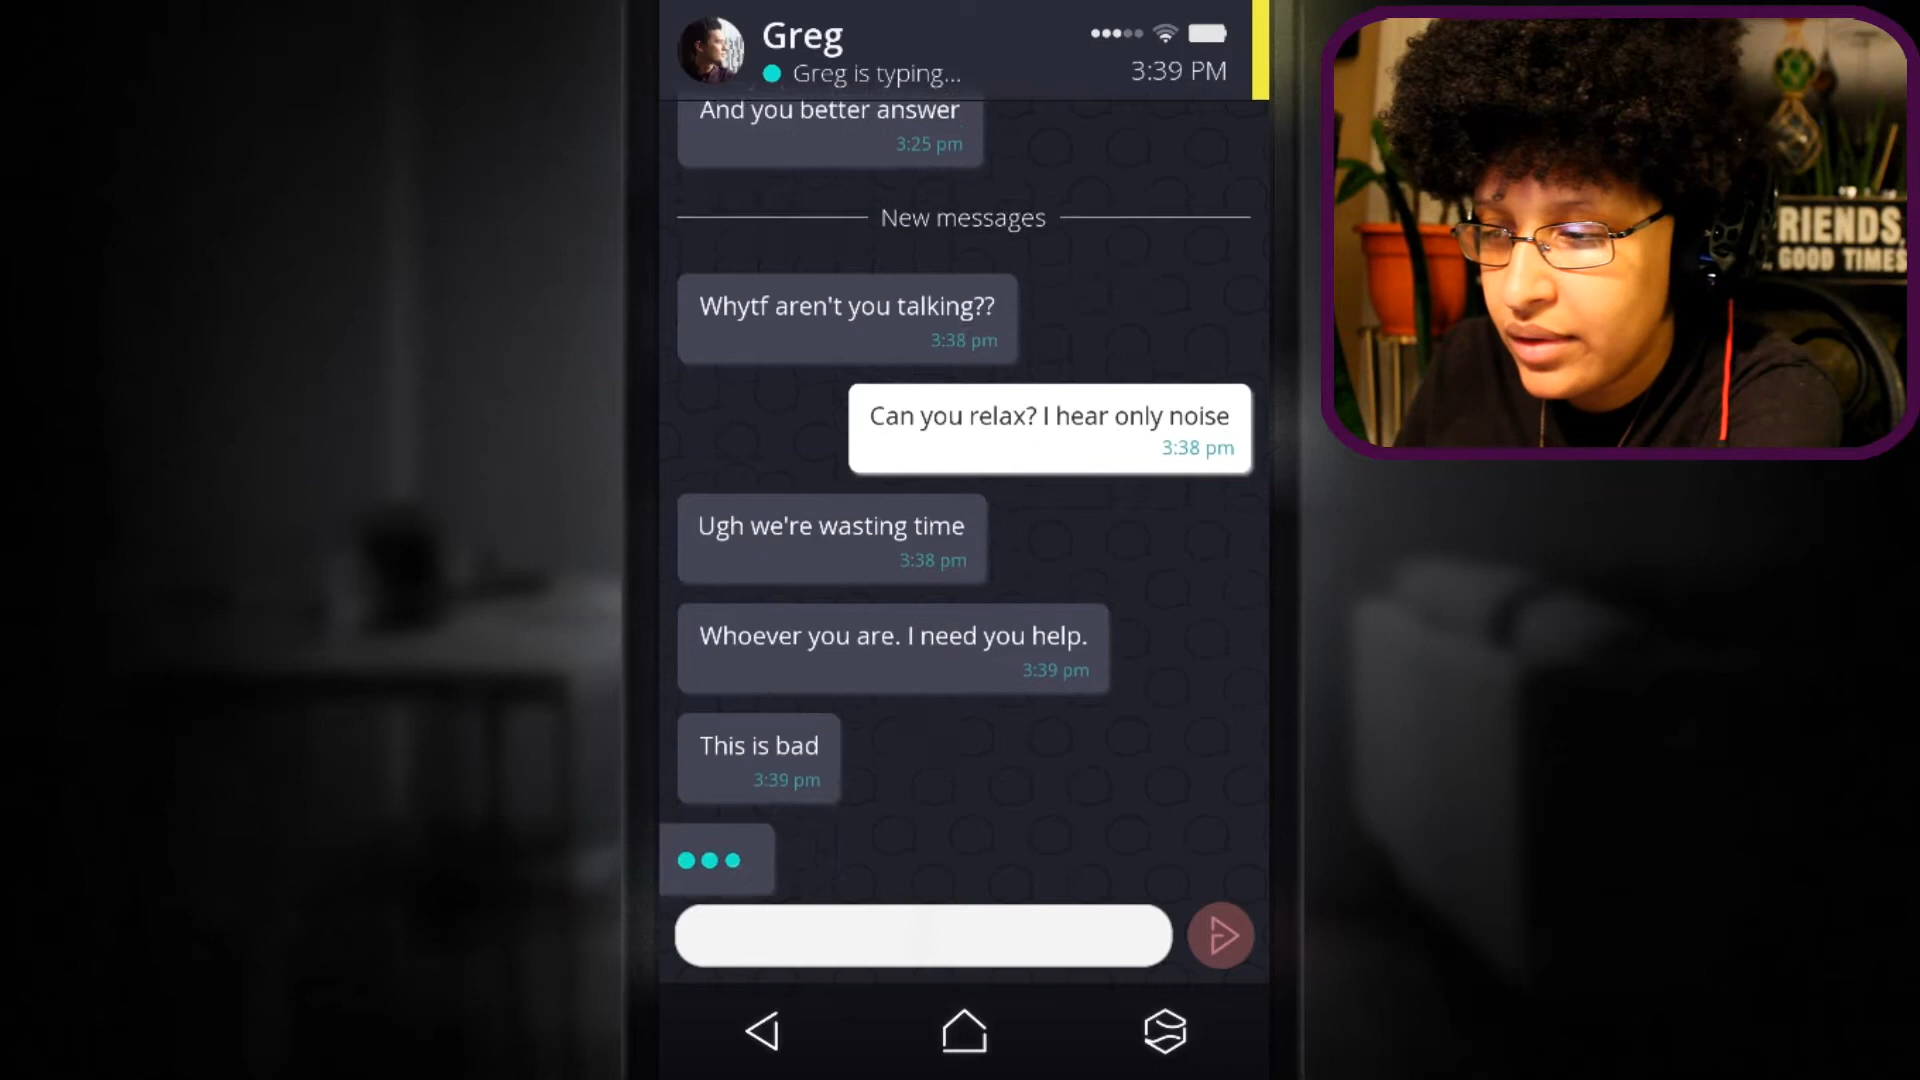 Greg
Greg is typing...
3:39 PM
And you better answer
3:25 pm
New messages
Whytf aren't you talking??
3:38 pm
Can you relax? I hear only noise
3:38 pm
Ugh we're wasting time
3:38 pm
Whoever you are. I need you help.
3:39 pm
This is bad
3:39 pm
RIENDS,
GOOD TIMES